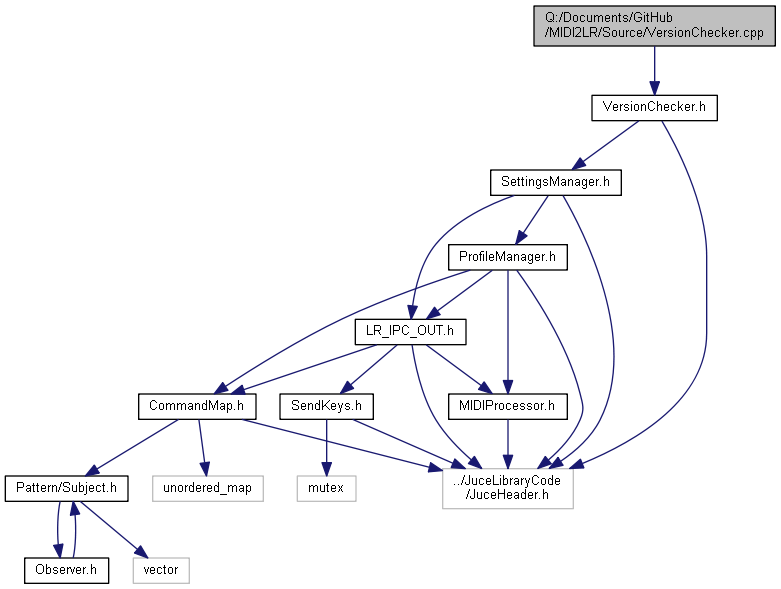 Q:/Documents/GitHub
/MIDI2LR/Source/VersionChecker.cpp
VersionChecker.h
SettingsManager.h
ProfileManager.h
LR_IPC_OUT.h
CommandMap.h
SendKeys.h
MIDIProcessor.h
Pattern/Subject.h
unordered_map
mutex
../JuceLibraryCode
/JuceHeader.h
Observer.h
vector